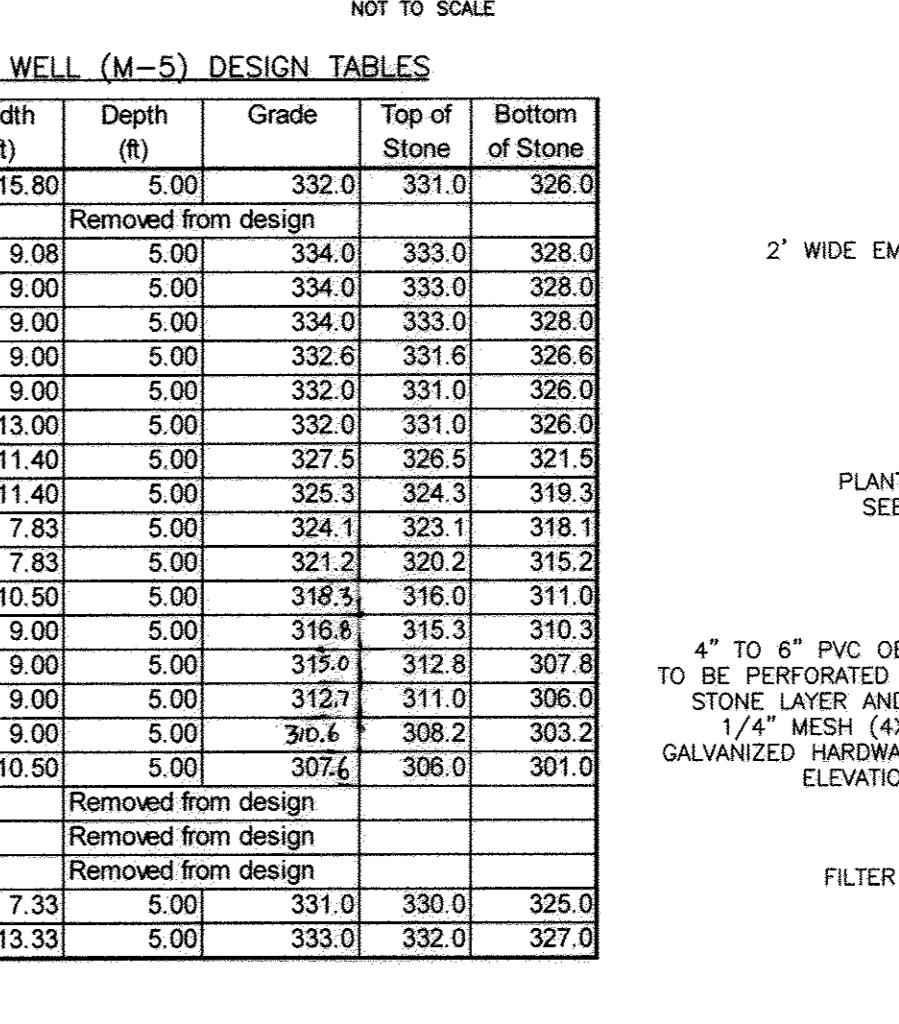 NOT TO SCALE
WELL (M-5) DESIGN TABLES
dth Depth Grade Top of Bottom
t) (ft) Stone of Stone
15.80 5.00 332.0 331.0 326.0
Removed from design
9.08 5.00 334.0 333.0 328.0
2' WIDE EM
9.00 5.00 334.0 333.0 328.0
9.00 5.00 334.0 333.0 328.0
9.00 5.00 332.6 331.6 326.6
9.00 5.00 332.0 331.0 326.0
13.00 5.00 332.0 331.0 326.0
11.40 5.00 327.5 326.5 321.5
11.40 5.00 325.3 324.3 319.3
PLANT
SEE
7.83 5.00 324.1 323.1 318.1
7.83 5.00 321.2 320.2 315.2
10.50 5.00 318.3 316.0 311.0
9.00 5.00 316.8 315.3 310.3
9.00 5.00 315.0 312.8 307.8
9.00 5.00 312.7 311.0 306.0
9.00 5.00 310.6 308.2 303.2
10.50 5.00 307.6 306.0 301.0
4" TO 6" PVC OB
TO BE PERFORATED
STONE LAYER AND
1/4" MESH (4X
GALVANIZED HARDWA
ELEVATIO
Removed from design
Removed from design
Removed from design
FILTER
7.33 5.00 331.0 330.0 325.0
13.33 5.00 333.0 332.0 327.0